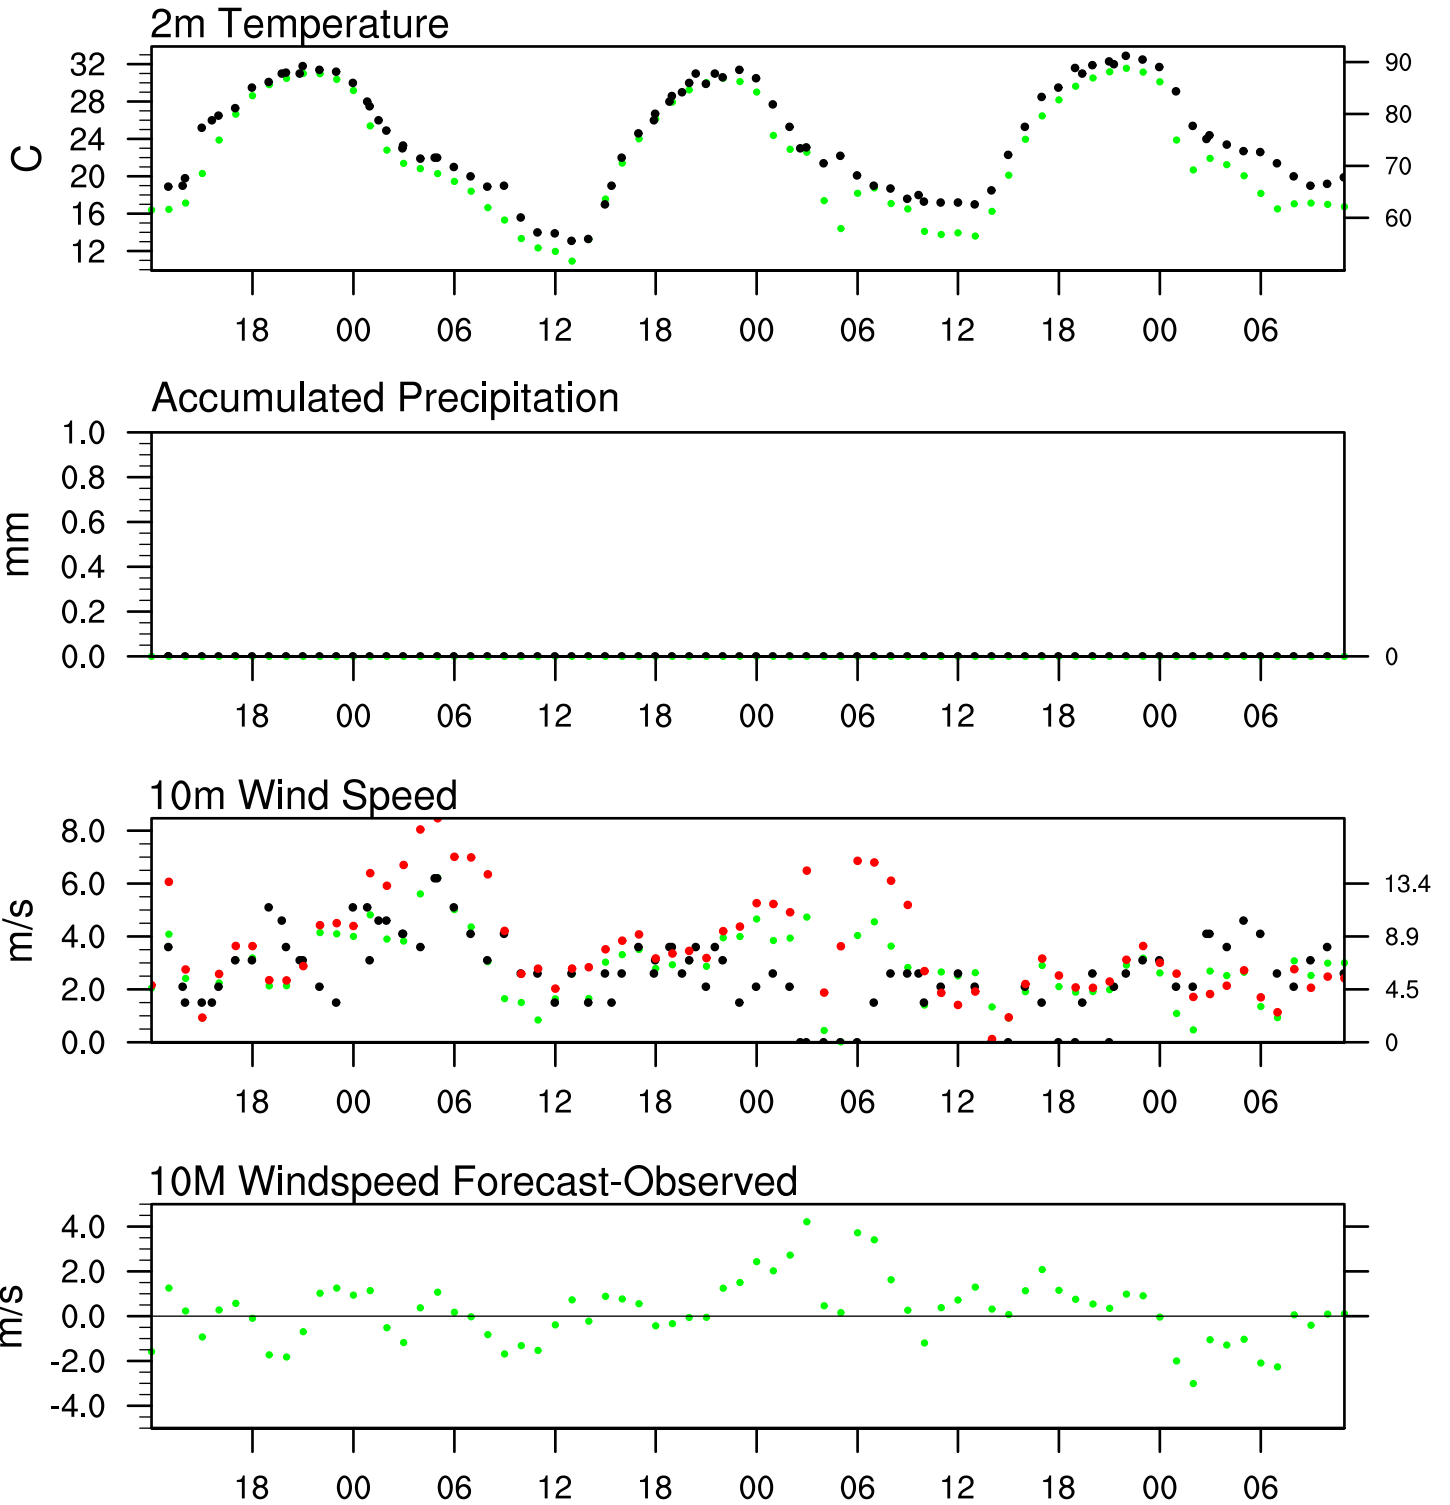 2m Temperature
32
28
24
20
16
12
C
90
80
70
60
18 00 06 12 18 00 06 12 18 00 06
Accumulated Precipitation
1.0
0.8
0.6
0.4
0.2
0.0
mm
0
18 00 06 12 18 00 06 12 18 00 06
10m Wind Speed
8.0
6.0
4.0
2.0
0.0
m/s
13.4
8.9
4.5
0
18 00 06 12 18 00 06 12 18 00 06
10M Windspeed Forecast-Observed
4.0
2.0
0.0
-2.0
-4.0
m/s
18 00 06 12 18 00 06 12 18 00 06